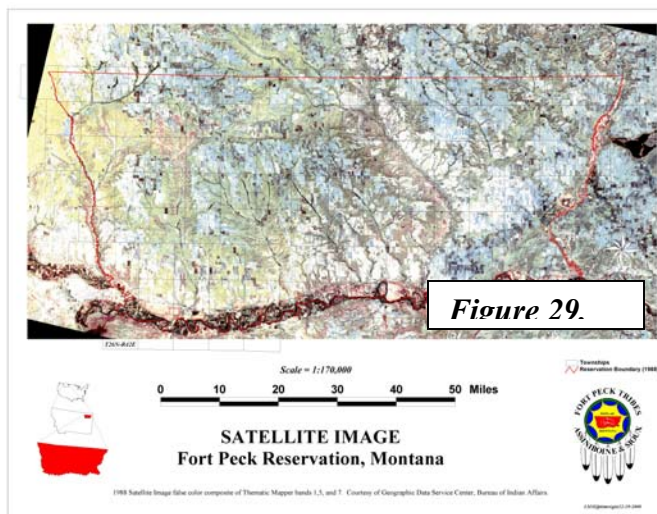 Figure 29.
Townships
Reservation Boundary (1988)
Scale = 1:170,000
0 10 20 30 40 50 Miles
SATELLITE IMAGE
Fort Peck Reservation, Montana
FORT PECK TRIBES
ASSINIBOINE & SIOUX
1988 Satellite Image false color composite of Thematic Mapper bands 1,5, and 7. Courtesy of Geographic Data Service Center, Bureau of Indian Affairs.